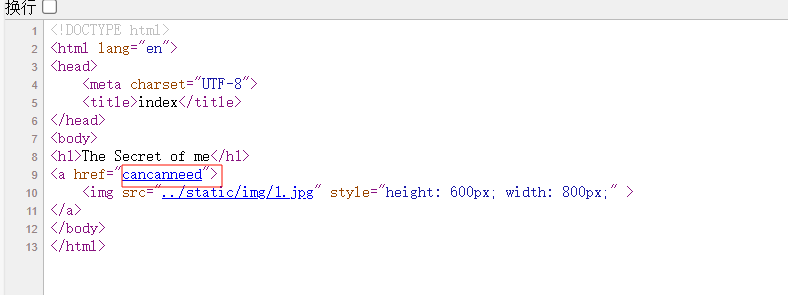 换行
1 <!DOCTYPE html>
2 <html lang="en">
3 <head>
4 <meta charset="UTF-8">
5 <title>index</title>
6 </head>
7 <body>
8 <h1>The Secret of me</h1>
9 <a href="cancanneed">
10 <img src="../static/img/1.jpg" style="height: 600px; width: 800px;" >
11 </a>
12 </body>
13 </html>